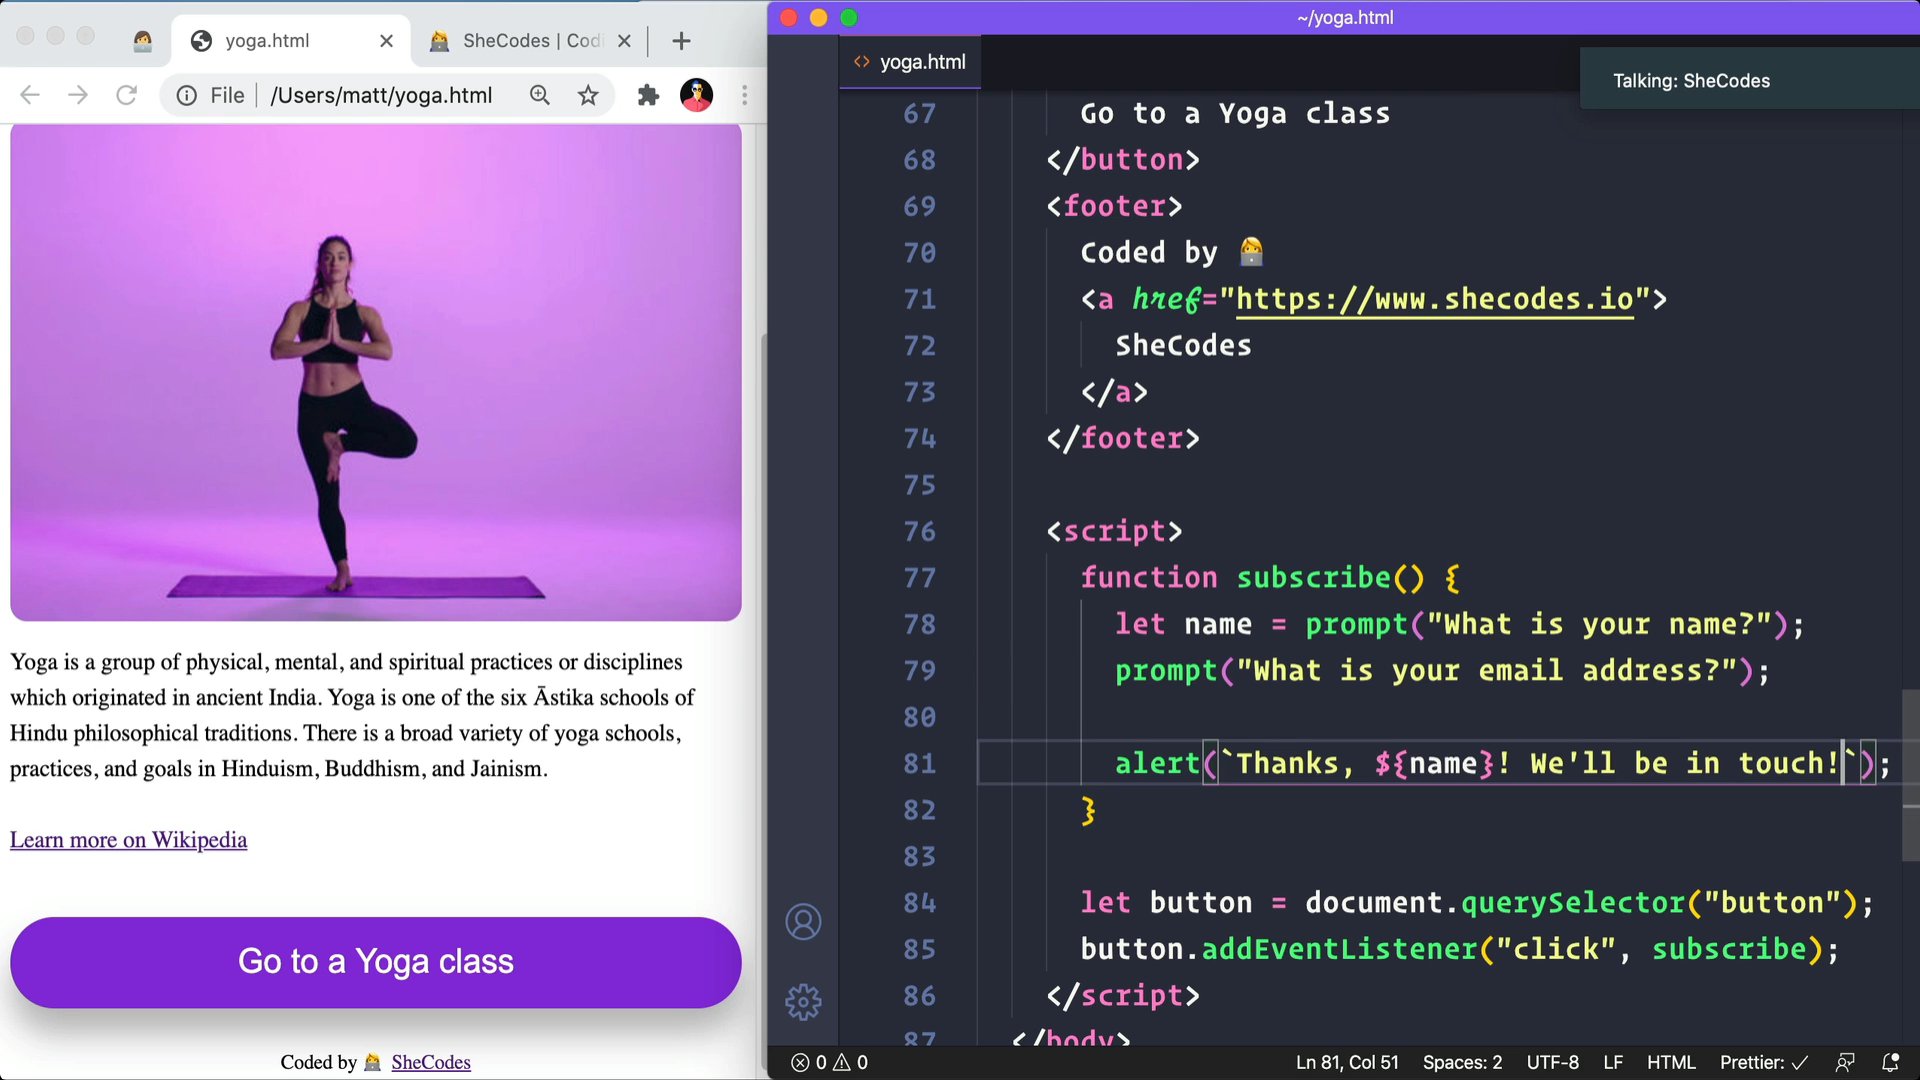 yoga.html
SheCodes | Codi
File /Users/matt/yoga.html
Yoga is a group of physical, mental, and spiritual practices or disciplines
which originated in ancient India. Yoga is one of the six Āstika schools of
Hindu philosophical traditions. There is a broad variety of yoga schools,
practices, and goals in Hinduism, Buddhism, and Jainism.
Learn more on Wikipedia
Go to a Yoga class
Coded by 👩‍💻 SheCodes
~/yoga.html
<> yoga.html
Talking: SheCodes
67 Go to a Yoga class
68 </button>
69 <footer>
70 Coded by 👩‍💻
71 <a href="https://www.shecodes.io">
72 SheCodes
73 </a>
74 </footer>
75
76 <script>
77 function subscribe() {
78 let name = prompt("What is your name?");
79 prompt("What is your email address?");
80
81 alert(`Thanks, ${name}! We'll be in touch!`);
82 }
83
84 let button = document.querySelector("button");
85 button.addEventListener("click", subscribe);
86 </script>
87 </body>
0 0 Ln 81, Col 51 Spaces: 2 UTF-8 LF HTML Prettier: ✓